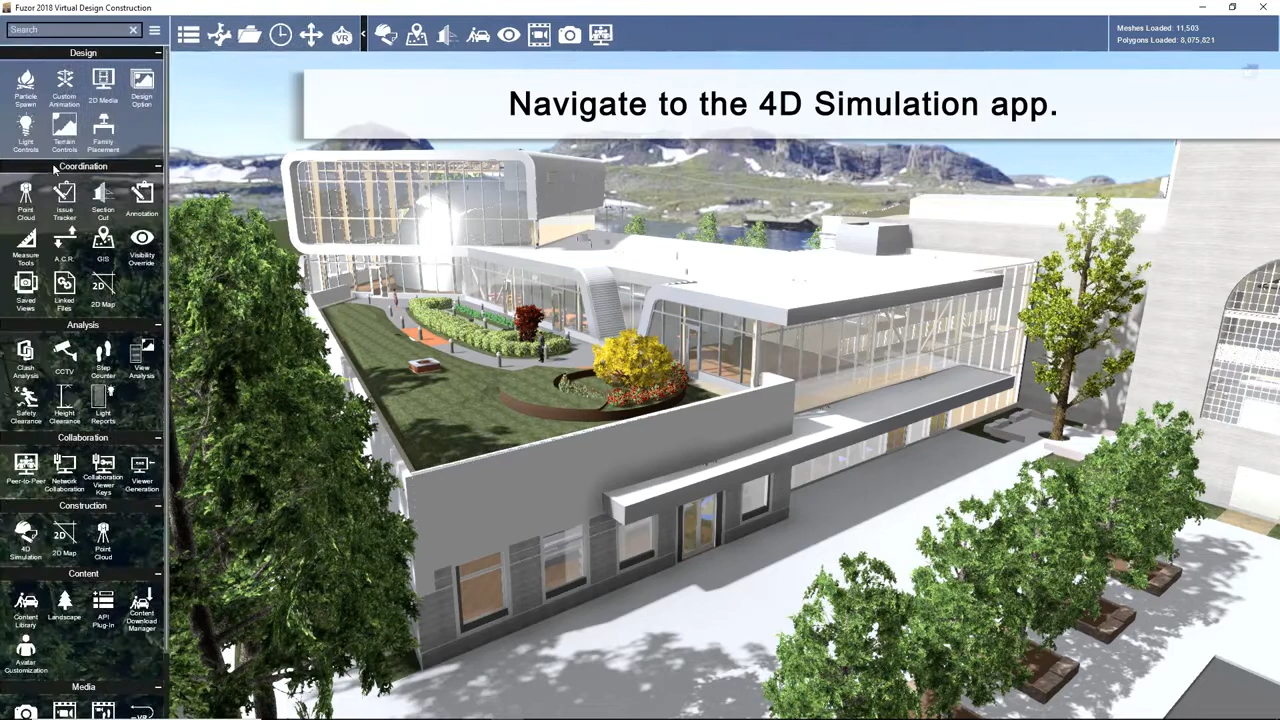 Fuzor 2018 Virtual Design Construction
Search
VR
Meshes Loaded: 11,503
Polygons Loaded: 8,075,821
Navigate to the 4D Simulation app.
Design
Particle Spawn
Custom Animation
2D Media
Design Option
Light Controls
Terrain Controls
Family Placement
Coordination
Point Cloud
Issue Tracker
Section Cut
Annotation
Measure Tools
A.C.R.
GIS
Visibility Override
Saved Views
Linked Files
2D
2D Map
Analysis
Clash Analysis
CCTV
Step Counter
View Analysis
Safety Clearance
Height Clearance
Light Reports
Collaboration
Peer-to-Peer
Network Collaboration
Collaboration Viewer Keys
Viewer Generation
Construction
4D Simulation
2D
2D Map
Point Cloud
Content
Content Library
Landscape
API Plug-In
Content Download Manager
Avatar Customization
Media